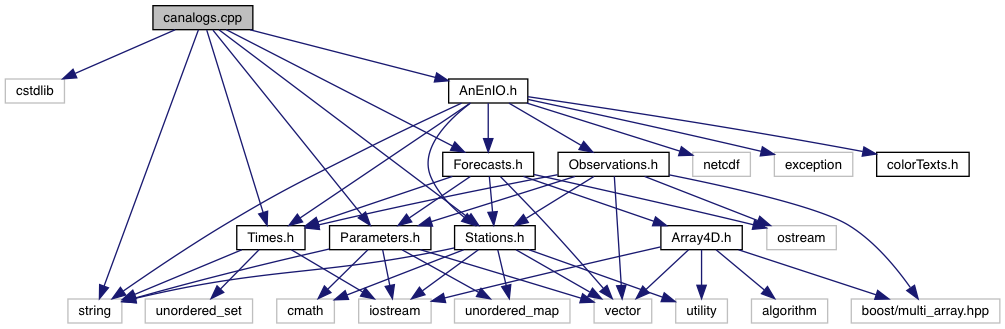 canalogs.cpp
cstdlib
AnEnIO.h
Forecasts.h
Observations.h
netcdf
exception
colorTexts.h
Times.h
Parameters.h
Stations.h
Array4D.h
ostream
string
unordered_set
cmath
iostream
unordered_map
vector
utility
algorithm
boost/multi_array.hpp